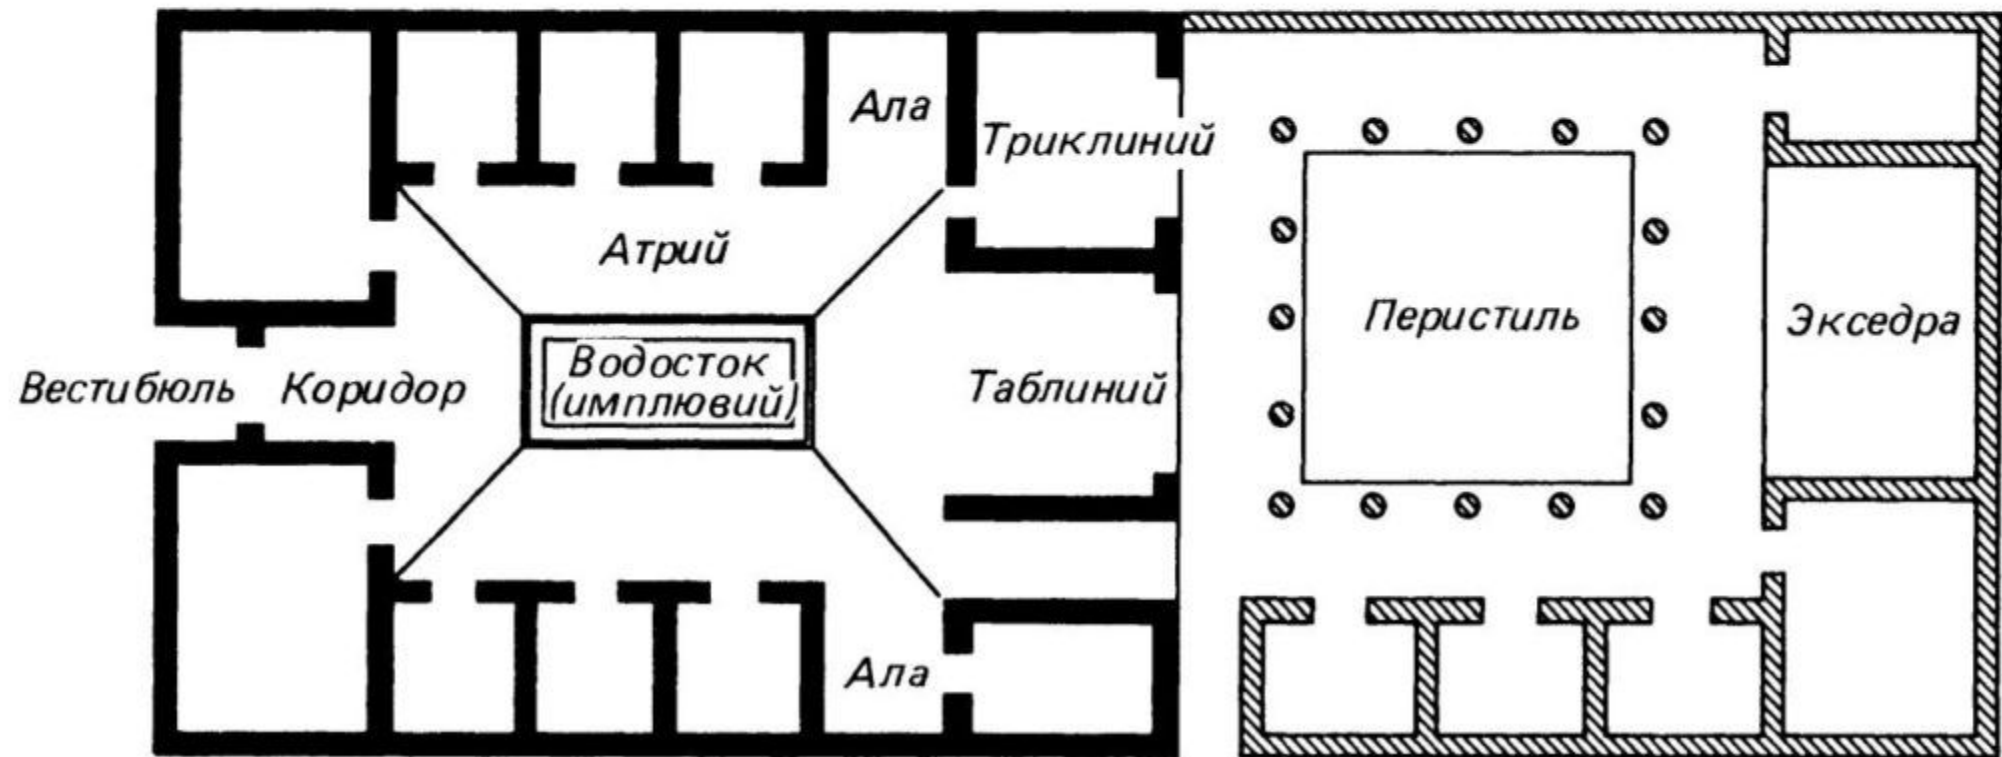 Ала
Триклиний
Атрий
Вестибюль
Коридор
Водосток
(имплювий)
Таблиний
Перистиль
Экседра
Ала